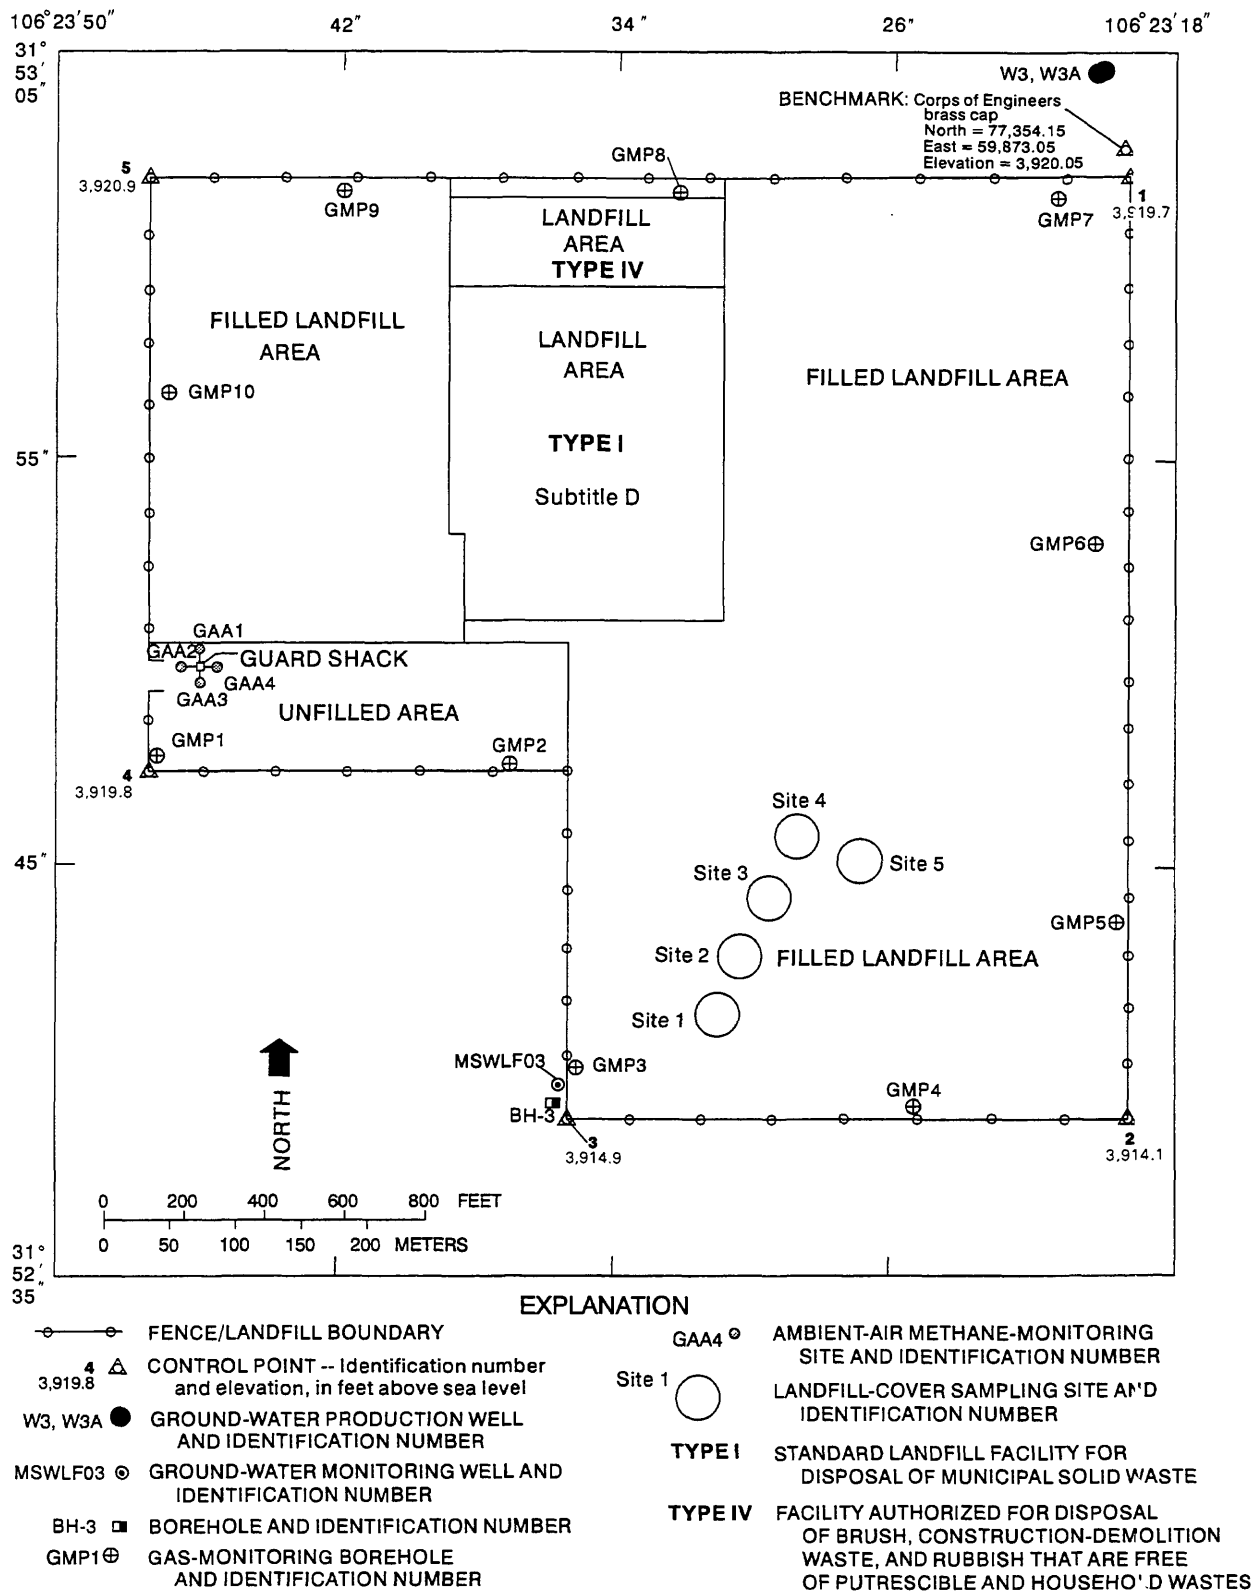 106° 23' 50"
42"
34"
26"
106° 23' 18"
31°
53'
05"
W3, W3A
BENCHMARK: Corps of Engineers
brass cap
North = 77,354.15
East = 59,873.05
Elevation = 3,920.05
GMP8
5
3,920.9
GMP9
GMP7
1
3,919.7
LANDFILL
AREA
TYPE IV
FILLED LANDFILL
AREA
LANDFILL
AREA
FILLED LANDFILL AREA
GMP10
TYPE I
55"
Subtitle D
GMP6
GAA1
GAA2
GUARD SHACK
GAA4
GAA3
UNFILLED AREA
GMP1
GMP2
4
3,919.8
Site 4
45"
Site 5
Site 3
GMP5
Site 2
FILLED LANDFILL AREA
Site 1
MSWLF03
GMP3
GMP4
BH-3
NORTH
3
3,914.9
2
3,914.1
0 200 400 600 800 FEET
0 50 100 150 200 METERS
31°
52'
35"
EXPLANATION
FENCE/LANDFILL BOUNDARY
4
3,919.8
CONTROL POINT -- Identification number
and elevation, in feet above sea level
W3, W3A GROUND-WATER PRODUCTION WELL
AND IDENTIFICATION NUMBER
MSWLF03 GROUND-WATER MONITORING WELL AND
IDENTIFICATION NUMBER
BH-3 BOREHOLE AND IDENTIFICATION NUMBER
GMP1 GAS-MONITORING BOREHOLE
AND IDENTIFICATION NUMBER
GAA4 AMBIENT-AIR METHANE-MONITORING
SITE AND IDENTIFICATION NUMBER
Site 1
LANDFILL-COVER SAMPLING SITE AND
IDENTIFICATION NUMBER
TYPE I STANDARD LANDFILL FACILITY FOR
DISPOSAL OF MUNICIPAL SOLID WASTE
TYPE IV FACILITY AUTHORIZED FOR DISPOSAL
OF BRUSH, CONSTRUCTION-DEMOLITION
WASTE, AND RUBBISH THAT ARE FREE
OF PUTRESCIBLE AND HOUSEHOLD WASTES